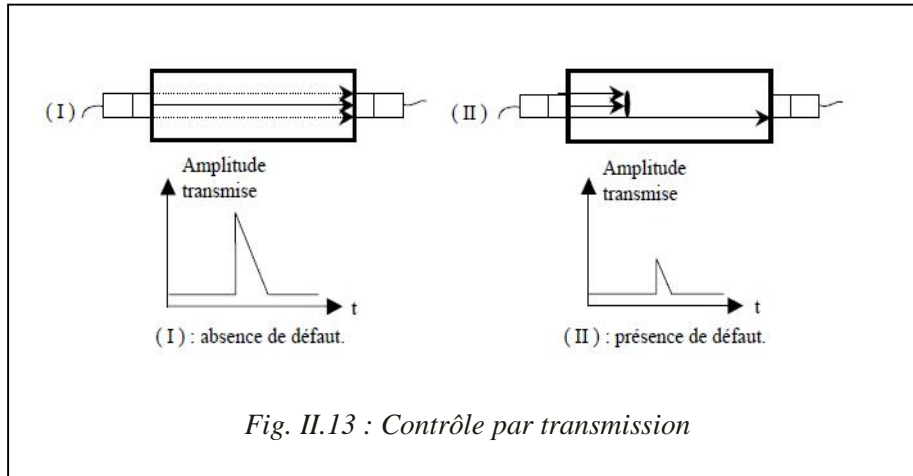 ( I )
Amplitude
transmise
t
( I ) : absence de défaut.
( II )
Amplitude
transmise
t
( II ) : présence de défaut.
Fig. II.13 : Contrôle par transmission